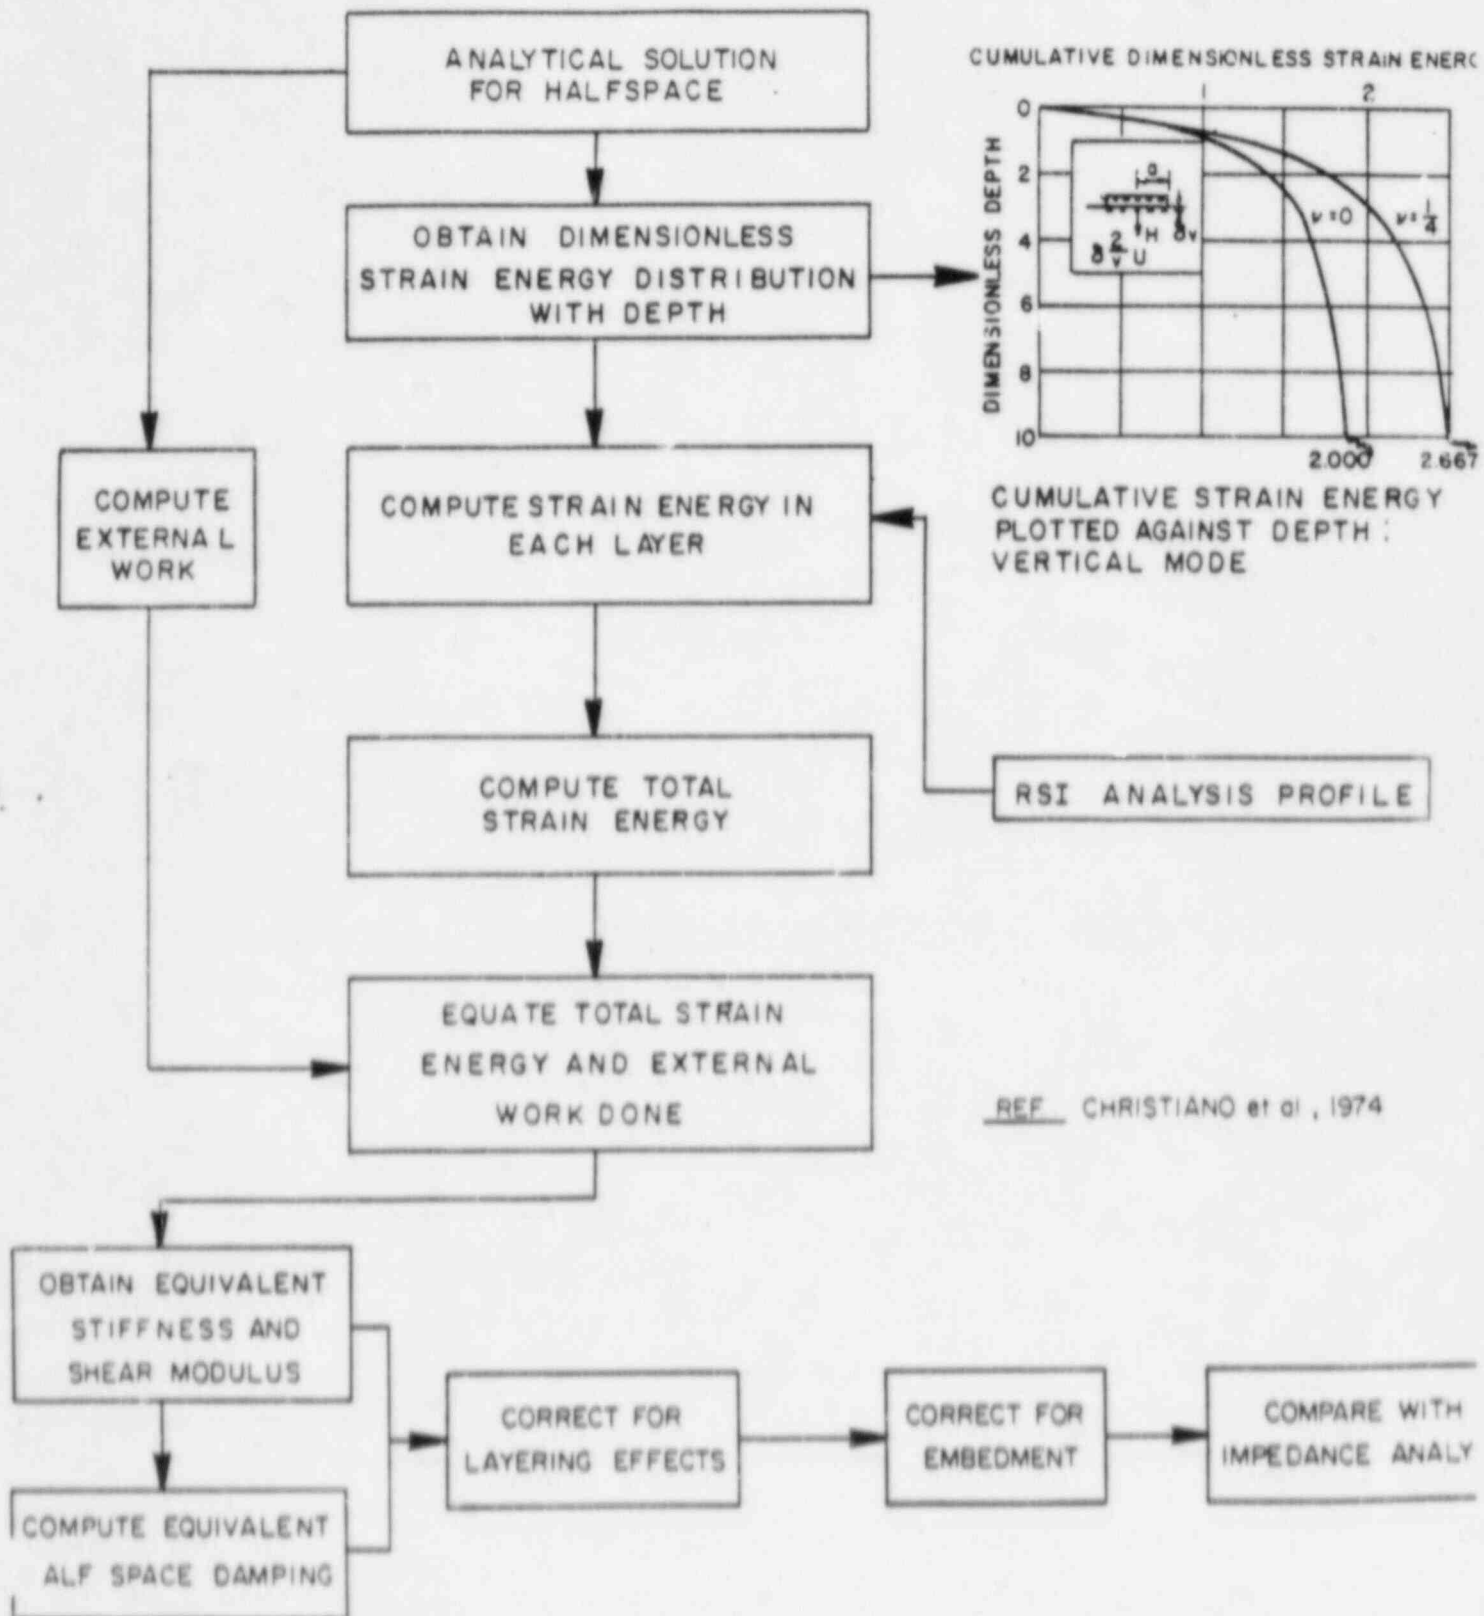 ANALYTICAL SOLUTION
FOR HALFSPACE
OBTAIN DIMENSIONLESS
STRAIN ENERGY DISTRIBUTION
WITH DEPTH
CUMULATIVE DIMENSIONLESS STRAIN ENERG
1
2
0
2
4
6
8
10
DIMENSIONLESS DEPTH
a
H
δv
ν=0
ν=1/4
2.000
2.667
CUMULATIVE STRAIN ENERGY
PLOTTED AGAINST DEPTH:
VERTICAL MODE
COMPUTE
EXTERNAL
WORK
COMPUTE STRAIN ENERGY IN
EACH LAYER
COMPUTE TOTAL
STRAIN ENERGY
RSI ANALYSIS PROFILE
EQUATE TOTAL STRAIN
ENERGY AND EXTERNAL
WORK DONE
REF CHRISTIANO et al, 1974
OBTAIN EQUIVALENT
STIFFNESS AND
SHEAR MODULUS
COMPUTE EQUIVALENT
ALF SPACE DAMPING
CORRECT FOR
LAYERING EFFECTS
CORRECT FOR
EMBEDMENT
COMPARE WITH
IMPEDANCE ANALY